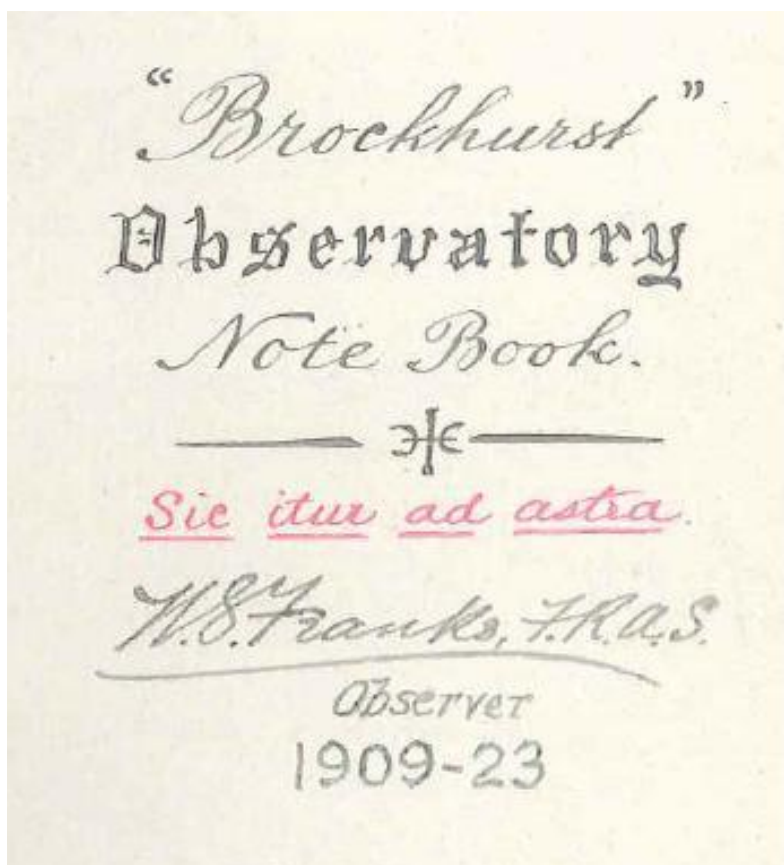 "Brockhurst"
Observatory
Note Book.
Sic itur ad astra.
W.S. Franks, F.R.A.S.
Observer
1909-23